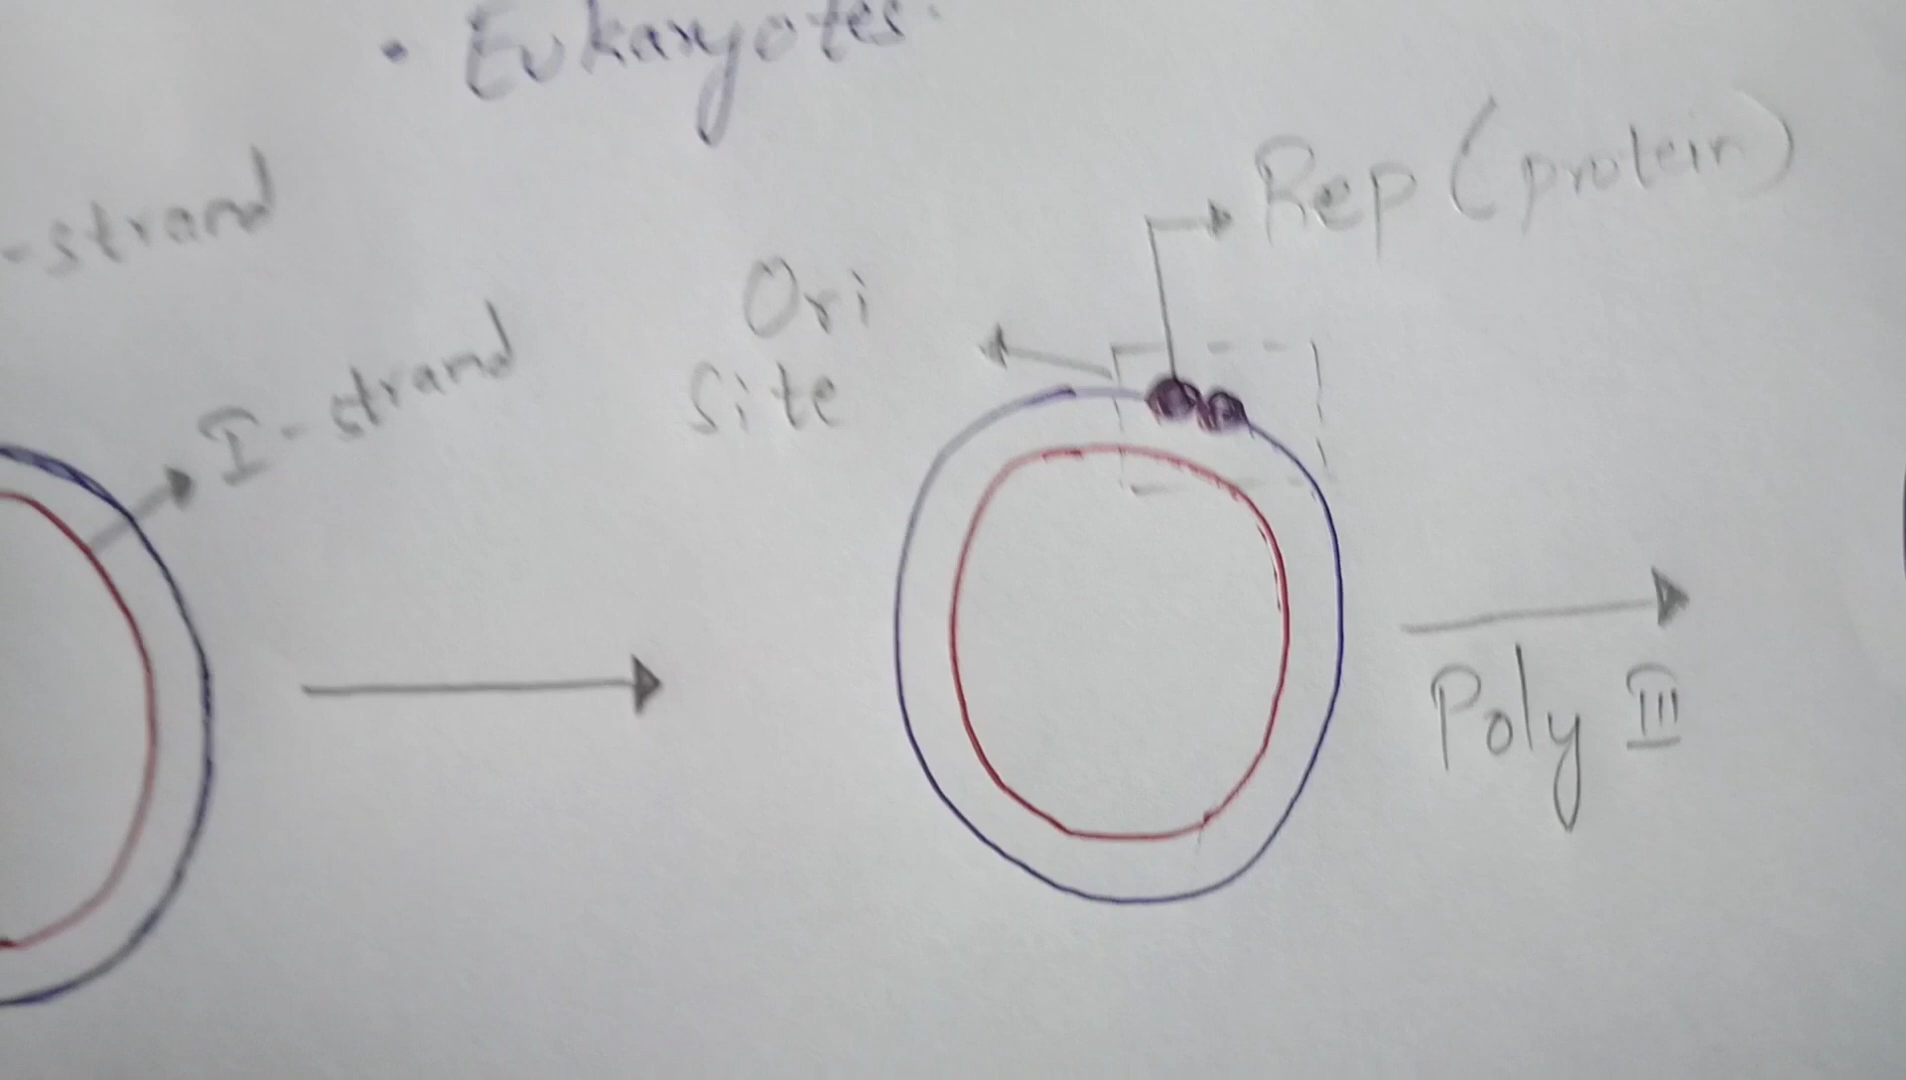 • Eukaryotes.
-strand
I-strand
Ori
Site
Rep (protein)
Poly III